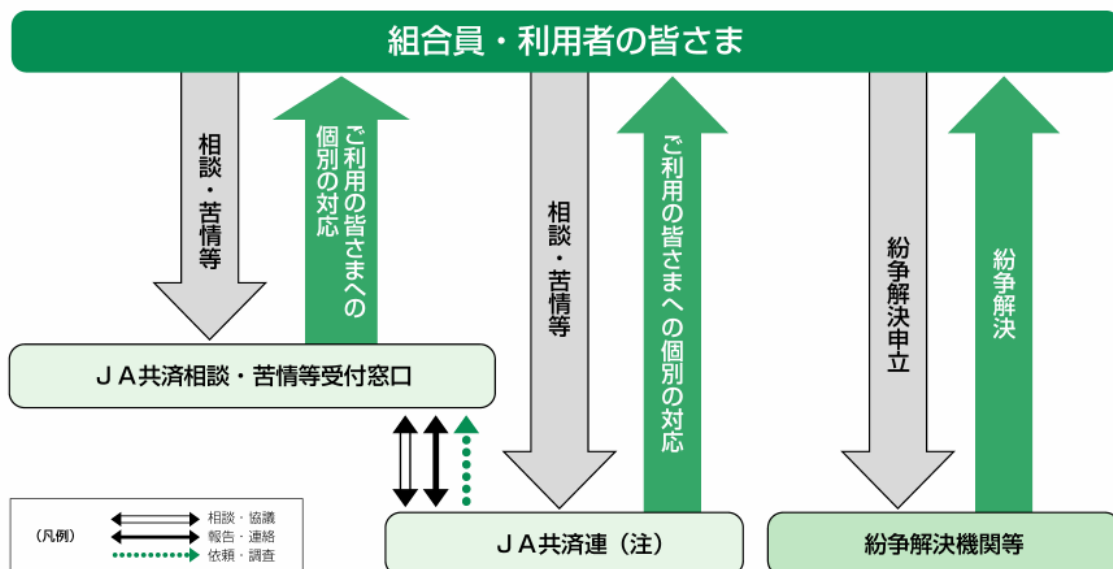 組合員・利用者の皆さま
相談・苦情等
ご利用の皆さまへの
個別の対応
相談・苦情等
ご利用の皆さまへの個別の対応
紛争解決申立
紛争解決
ＪＡ共済相談・苦情等受付窓口
（凡例）
相談・協議
報告・連絡
依頼・調査
ＪＡ共済連（注）
紛争解決機関等